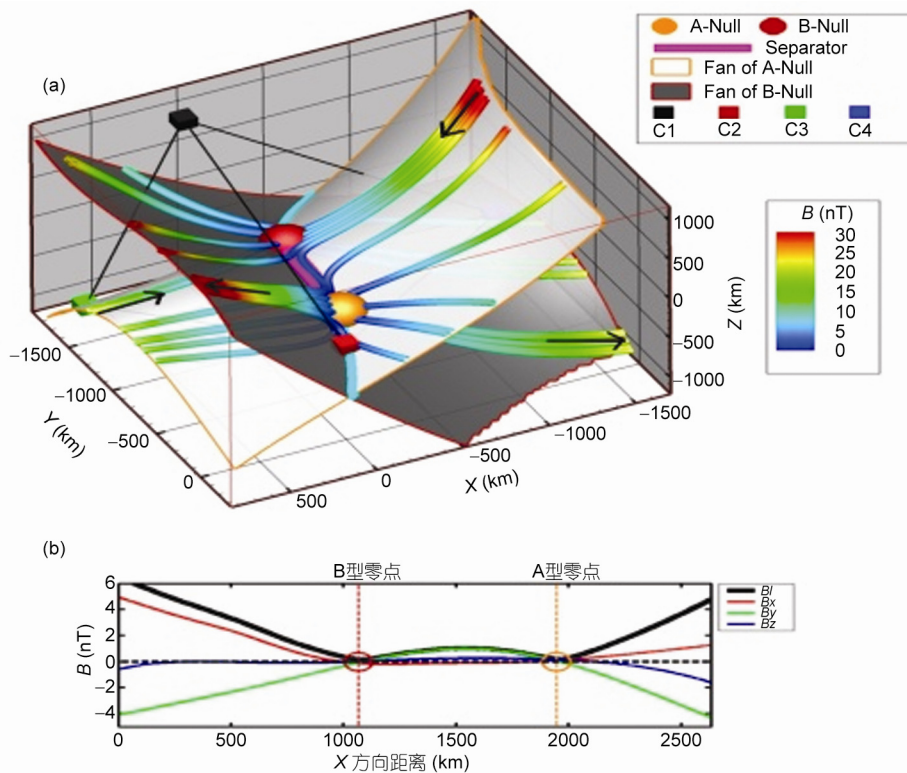 A-Null B-Null
Separator
Fan of A-Null
Fan of B-Null
C1 C2 C3 C4
(a)
B (nT)
30
25
20
15
10
5
0
1000
500
0
−500
−1000
Z (km)
−1500
−1000
−500
0
Y (km)
500
0
−500
−1000
−1500
X (km)
(b)
B型零点 A型零点
6
4
2
0
−2
−4
B (nT)
Bl
Bx
By
Bz
0 500 1000 1500 2000 2500
X 方向距离 (km)